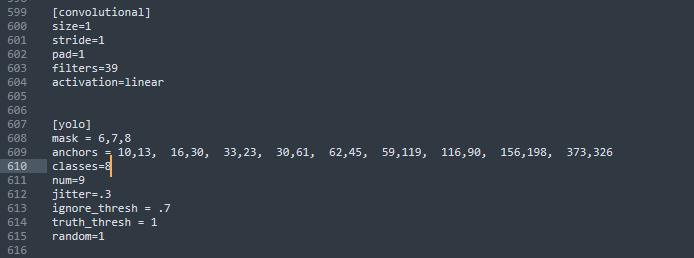 599 [convolutional]
600 size=1
601 stride=1
602 pad=1
603 filters=39
604 activation=linear
605
606
607 [yolo]
608 mask = 6,7,8
609 anchors = 10,13,  16,30,  33,23,  30,61,  62,45,  59,119,  116,90,  156,198,  373,326
610 classes=8
611 num=9
612 jitter=.3
613 ignore_thresh = .7
614 truth_thresh = 1
615 random=1
616